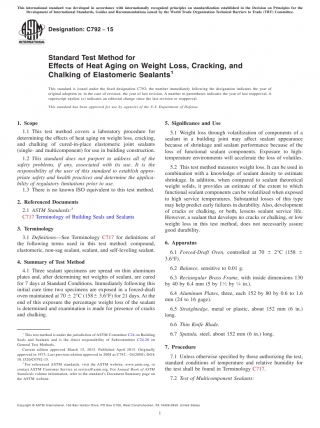 This international standard was developed in accordance with internationally recognized principles on standardization established in the Decision on Principles for the
Development of International Standards, Guides and Recommendations issued by the World Trade Organization Technical Barriers to Trade (TBT) Committee.
Designation: C792 − 15
INTERNATIONAL
Standard Test Method for
Effects of Heat Aging on Weight Loss, Cracking, and
Chalking of Elastomeric Sealants1
This standard is issued under the fixed designation C792; the number immediately following the designation indicates the year of
original adoption or, in the case of revision, the year of last revision. A number in parentheses indicates the year of last reapproval. A
superscript epsilon (ε) indicates an editorial change since the last revision or reapproval.
This standard has been approved for use by agencies of the U.S. Department of Defense.
1. Scope
1.1 This test method covers a laboratory procedure for
determining the effects of heat aging on weight loss, cracking,
and chalking of cured-in-place elastomeric joint sealants
(single- and multicomponent) for use in building construction.
1.2 This standard does not purport to address all of the
safety problems, if any, associated with its use. It is the
responsibility of the user of this standard to establish appro-
priate safety and health practices and determine the applica-
bility of regulatory limitations prior to use.
1.3 There is no known ISO equivalent to this test method.
2. Referenced Documents
2.1 ASTM Standards:2
C717 Terminology of Building Seals and Sealants
3. Terminology
3.1 Definitions—See Terminology C717 for definitions of
the following terms used in this test method: compound,
elastomeric, non-sag sealant, sealant, and self-leveling sealant.
4. Summary of Test Method
4.1 Three sealant specimens are spread on thin aluminum
plates and, after determining net weights of sealant, are cured
for 7 days at Standard Conditions. Immediately following this
initial cure two specimens are exposed in a forced-draft
oven maintained at 70 ± 2°C (158± 3.6°F) for 21 days. At the
end of this exposure the percentage weight loss of the sealant
is determined and examination is made for presence of cracks
and chalking.
1 This test method is under the jurisdiction of ASTM Committee C24 on Building
Seals and Sealants and is the direct responsibility of Subcommittee C24.20 on
General Test Methods.
Current edition approved March 15, 2015. Published April 2015. Originally
approved in 1975. Last previous edition approved in 2008 as C792 – 04(2008). DOI:
10.1520/C0792-15.
2 For referenced ASTM standards, visit the ASTM website, www.astm.org, or
contact ASTM Customer Service at service@astm.org. For Annual Book of ASTM
Standards volume information, refer to the standard's Document Summary page on
the ASTM website.
5. Significance and Use
5.1 Weight loss through volatilization of components of a
sealant in a building joint may affect sealant appearance
because of shrinkage and sealant performance because of the
loss of functional sealant components. Exposure to high-
temperature environments will accelerate the loss of volatiles.
5.2 This test method measures weight loss. It can be used in
combination with a knowledge of sealant density to estimate
shrinkage. In addition, when compared to sealant theoretical
weight solids, it provides an estimate of the extent to which
functional sealant components can be volatilized when exposed
to high service temperatures. Substantial losses of this type
may help predict early failures in durability. Also, development
of cracks or chalking, or both, lessens sealant service life.
However, a sealant that develops no cracks or chalking, or low
weight loss in this test method, does not necessarily assure
good durability.
6. Apparatus
6.1 Forced-Draft Oven, controlled at 70 ± 2°C (158 ±
3.6°F).
6.2 Balance, sensitive to 0.01 g.
6.3 Rectangular Brass Frame, with inside dimensions 130
6.4 Aluminum Plates, three, each 152 by 80 by 0.6 to 1.6
mm (24 to 16 gage).
6.5 Straightedge, metal or plastic, about 152 mm (6 in.)
long.
6.6 Thin Knife Blade.
6.7 Spatula, steel, about 152 mm (6 in.) long.
7. Procedure
7.1 Unless otherwise specified by those authorizing the test,
standard conditions of temperature and relative humidity for
the test shall be found in Terminology C717.
7.2 Test of Multicomponent Sealants:
Copyright © ASTM International, 100 Barr Harbor Drive, PO Box C700, West Conshohocken, PA 19428-2959. United States
1